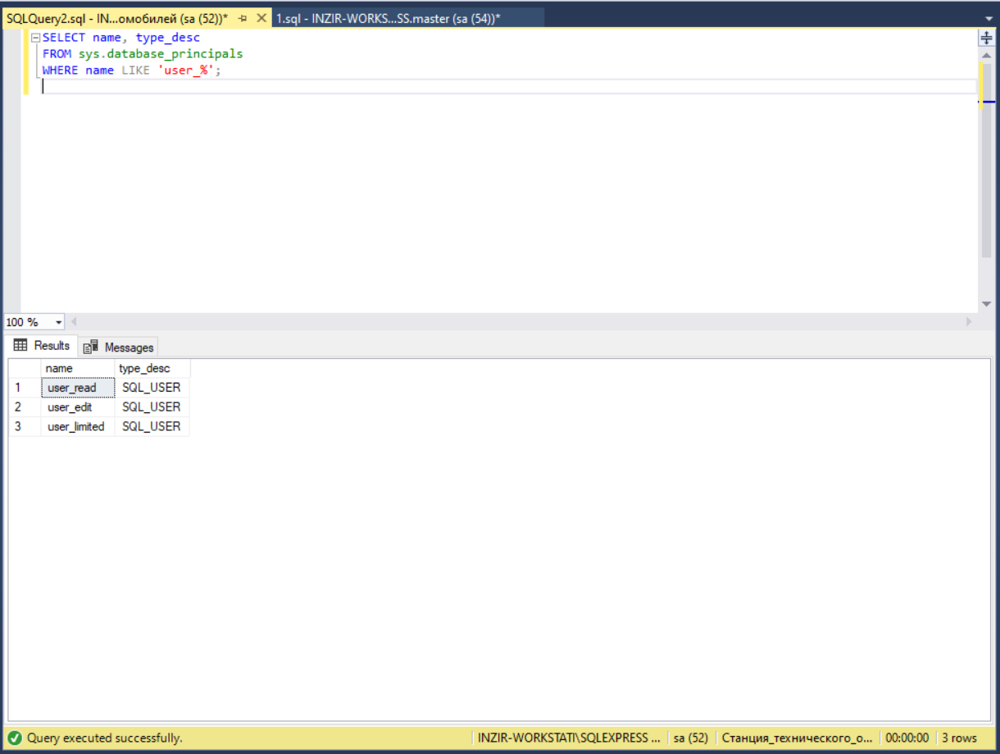 SQLQuery2.sql - IN...омобилей (sa (52))* 1.sql - INZIR-WORKS...SS.master (sa (54))*
SELECT name, type_desc
FROM sys.database_principals
WHERE name LIKE 'user_%';
100 %
Results Messages
name type_desc
1 user_read SQL_USER
2 user_edit SQL_USER
3 user_limited SQL_USER
Query executed successfully. INZIR-WORKSTATI\SQLEXPRESS ... sa (52) Станция_технического_о... 00:00:00 3 rows